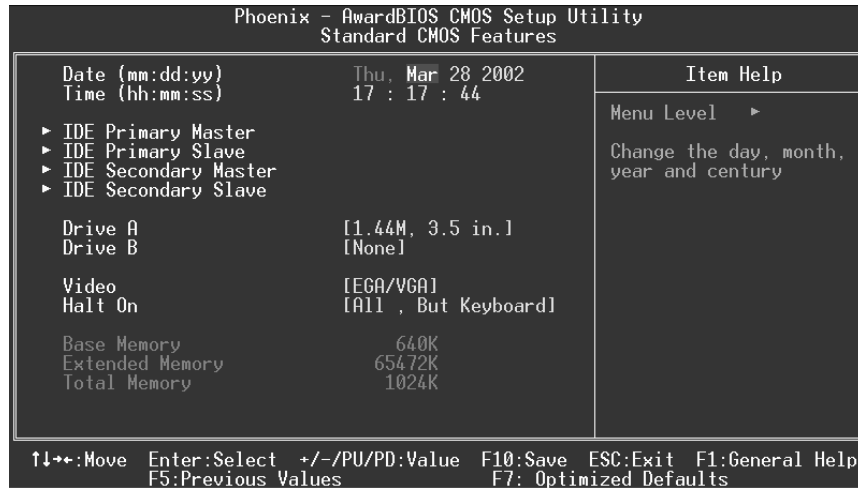 Phoenix - AwardBIOS CMOS Setup Utility
Standard CMOS Features
Date (mm:dd:yy) Thu, Mar 28 2002
Time (hh:mm:ss) 17 : 17 : 44
► IDE Primary Master
► IDE Primary Slave
► IDE Secondary Master
► IDE Secondary Slave
Drive A [1.44M, 3.5 in.]
Drive B [None]
Video [EGA/VGA]
Halt On [All , But Keyboard]
Base Memory 640K
Extended Memory 65472K
Total Memory 1024K
Item Help
Menu Level ►
Change the day, month,
year and century
↑↓→←:Move Enter:Select +/-/PU/PD:Value F10:Save ESC:Exit F1:General Help
F5:Previous Values F7: Optimized Defaults